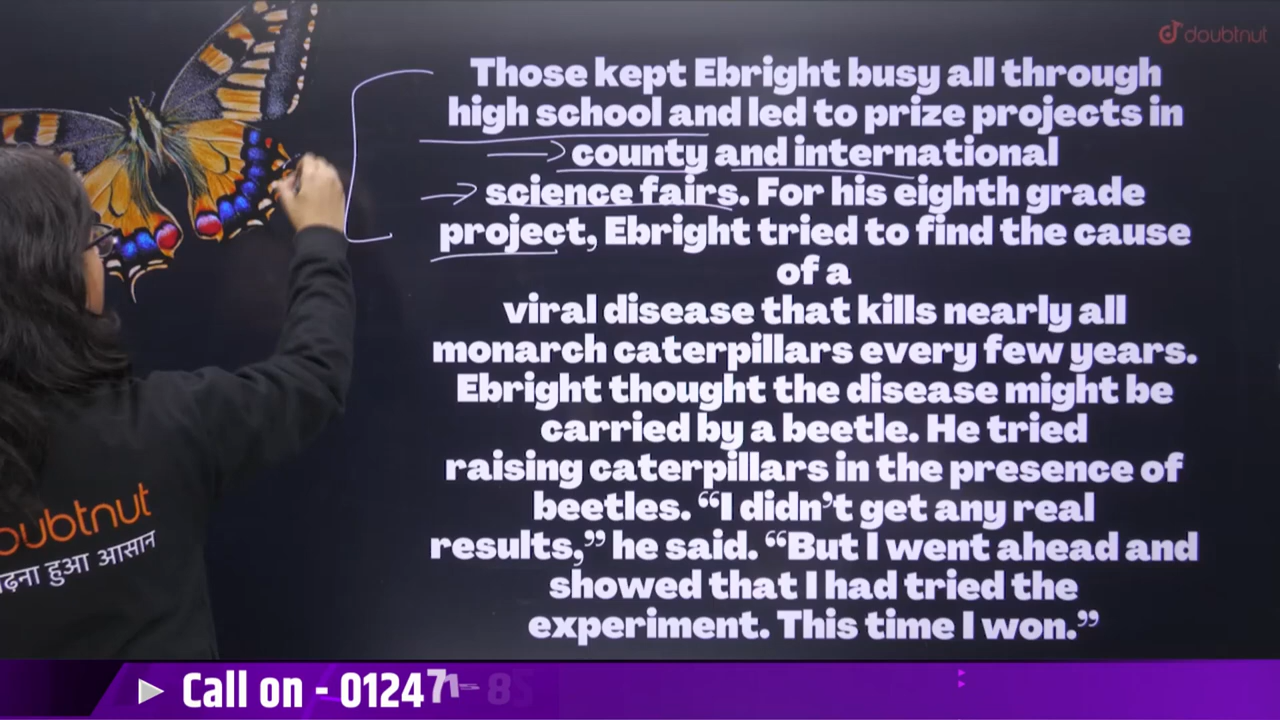 doubtnut
Those kept Ebright busy all through
high school and led to prize projects in
county and international
science fairs. For his eighth grade
project, Ebright tried to find the cause
of a
viral disease that kills nearly all
monarch caterpillars every few years.
Ebright thought the disease might be
carried by a beetle. He tried
raising caterpillars in the presence of
beetles. “I didn’t get any real
results,” he said. “But I went ahead and
showed that I had tried the
experiment. This time I won.”
oubtnut
ढ़ना हुआ आसान
Call on - 01247